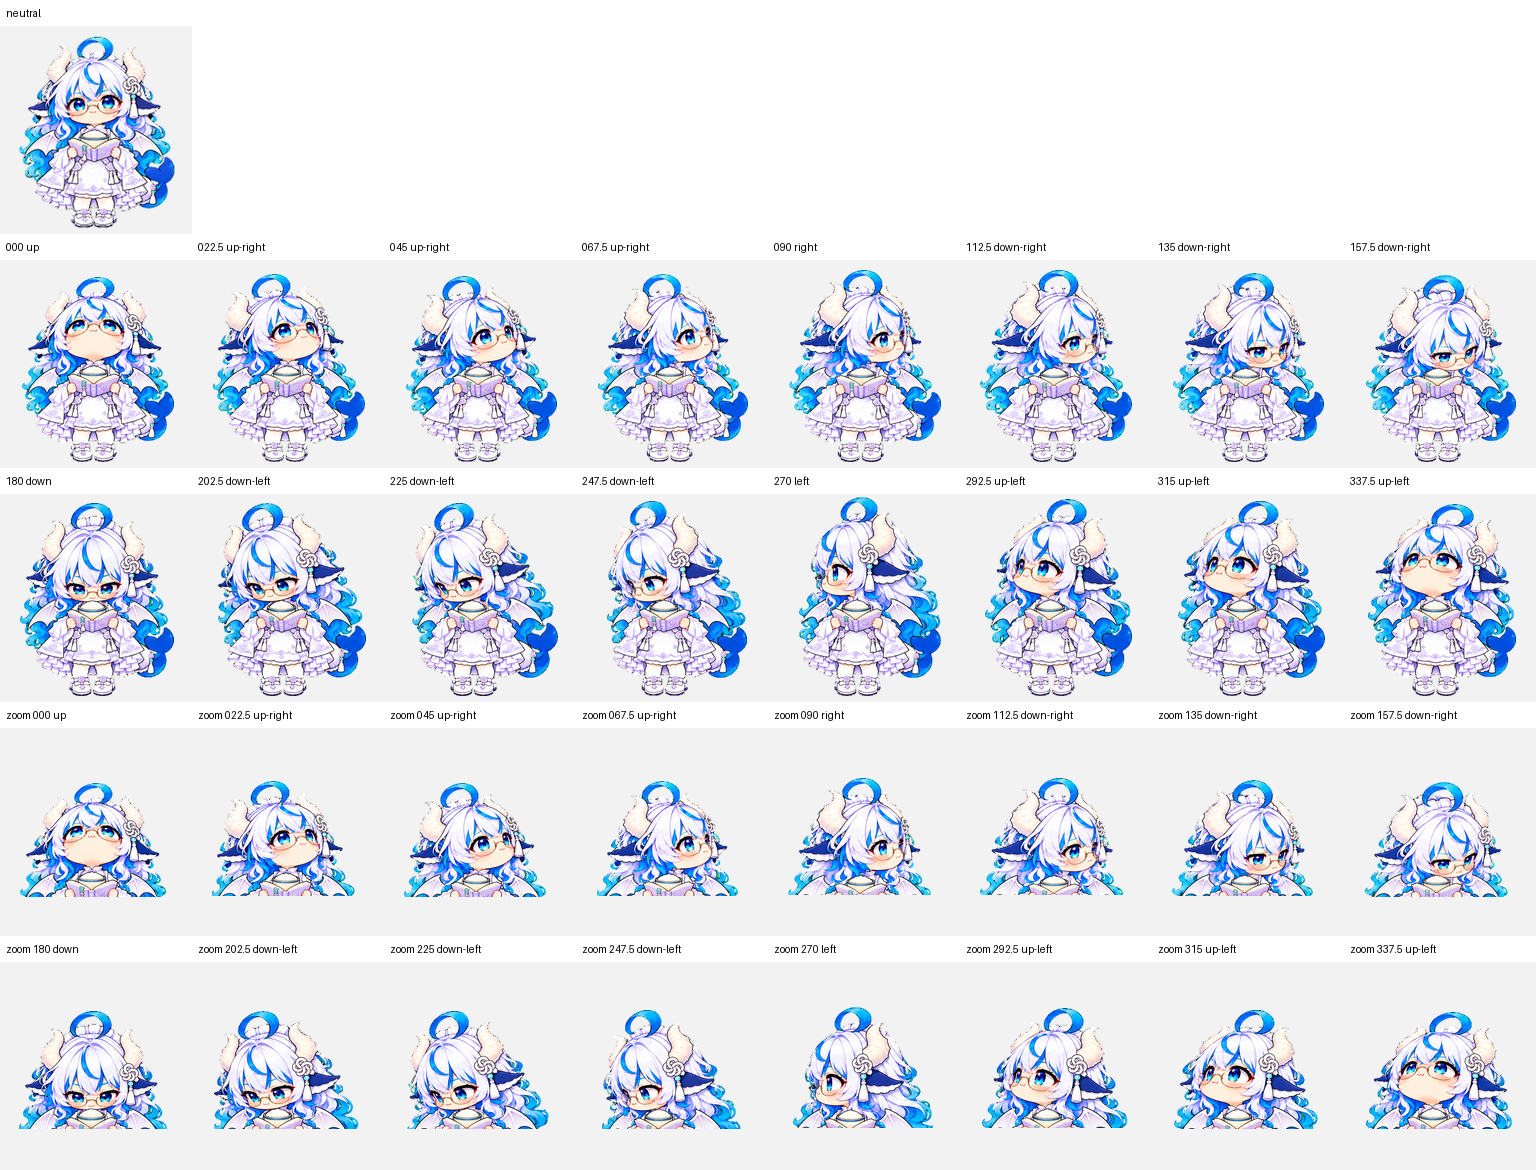 neutral
000 up
022.5 up-right
045 up-right
067.5 up-right
090 right
112.5 down-right
135 down-right
157.5 down-right
180 down
202.5 down-left
225 down-left
247.5 down-left
270 left
292.5 up-left
315 up-left
337.5 up-left
zoom 000 up
zoom 022.5 up-right
zoom 045 up-right
zoom 067.5 up-right
zoom 090 right
zoom 112.5 down-right
zoom 135 down-right
zoom 157.5 down-right
zoom 180 down
zoom 202.5 down-left
zoom 225 down-left
zoom 247.5 down-left
zoom 270 left
zoom 292.5 up-left
zoom 315 up-left
zoom 337.5 up-left